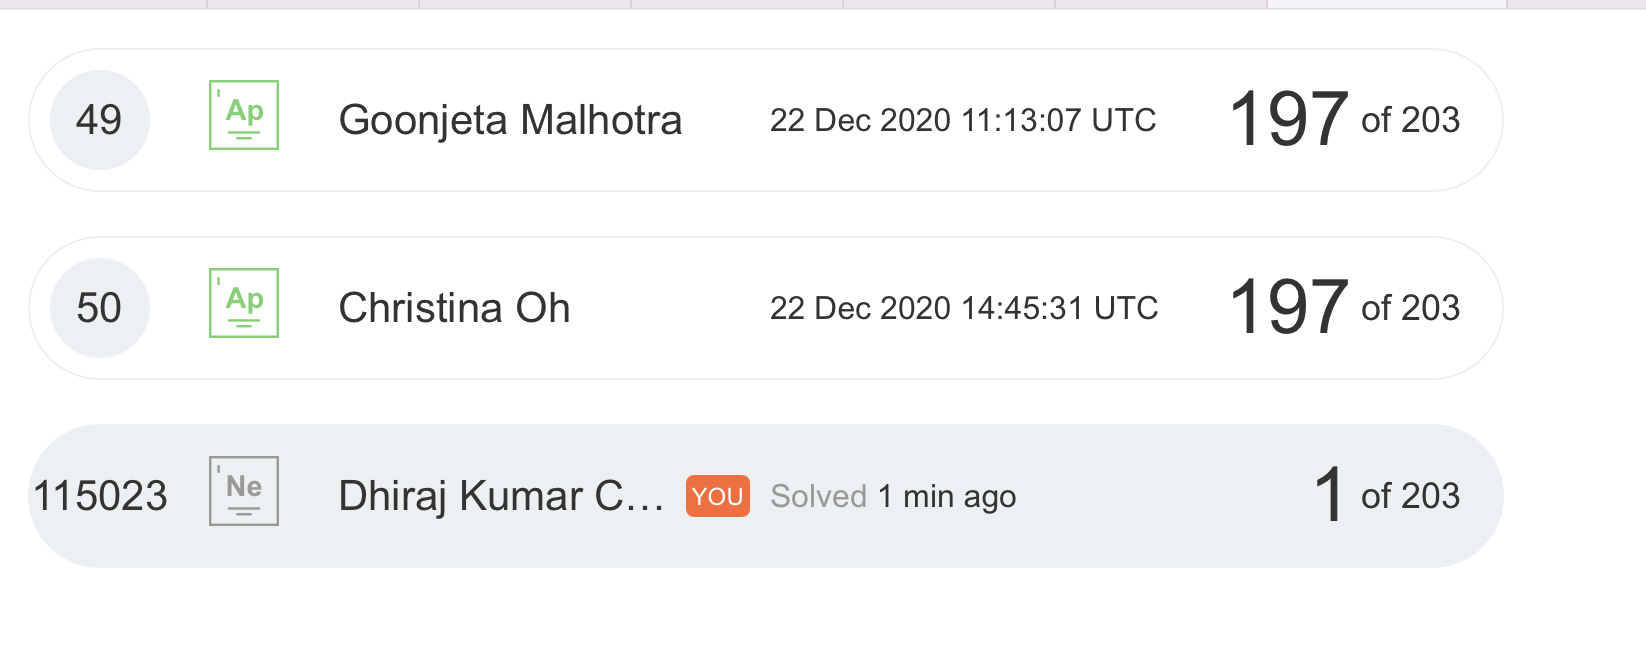 49 Ap Goonjeta Malhotra 22 Dec 2020 11:13:07 UTC 197 of 203
50 Ap Christina Oh 22 Dec 2020 14:45:31 UTC 197 of 203
115023 Ne Dhiraj Kumar C... YOU Solved 1 min ago 1 of 203